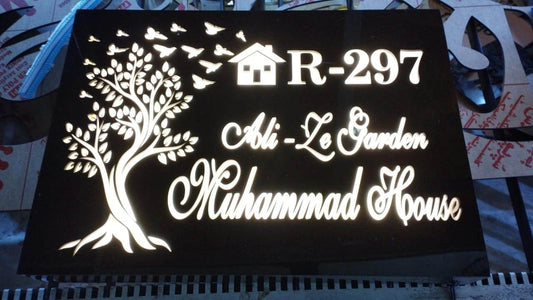 R-297
Ali-Ze Garden
Muhammad House